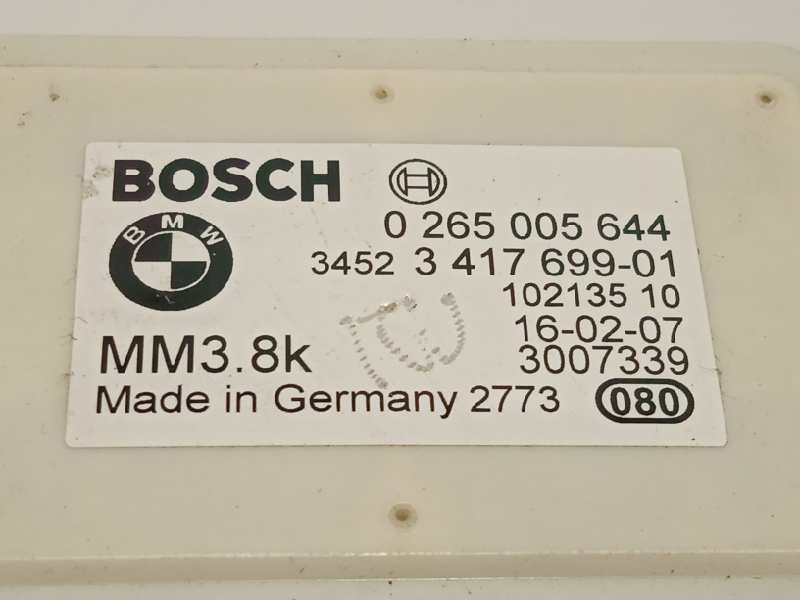 BOSCH
BMW
0 265 005 644
3452 3 417 699-01
102135 10
16-02-07
MM3.8k
3007339
Made in Germany 2773
080